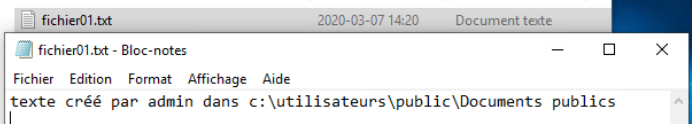 fichier01.txt 2020-03-07 14:20 Document texte
fichier01.txt - Bloc-notes
Fichier Edition Format Affichage Aide
texte créé par admin dans c:\utilisateurs\public\Documents publics